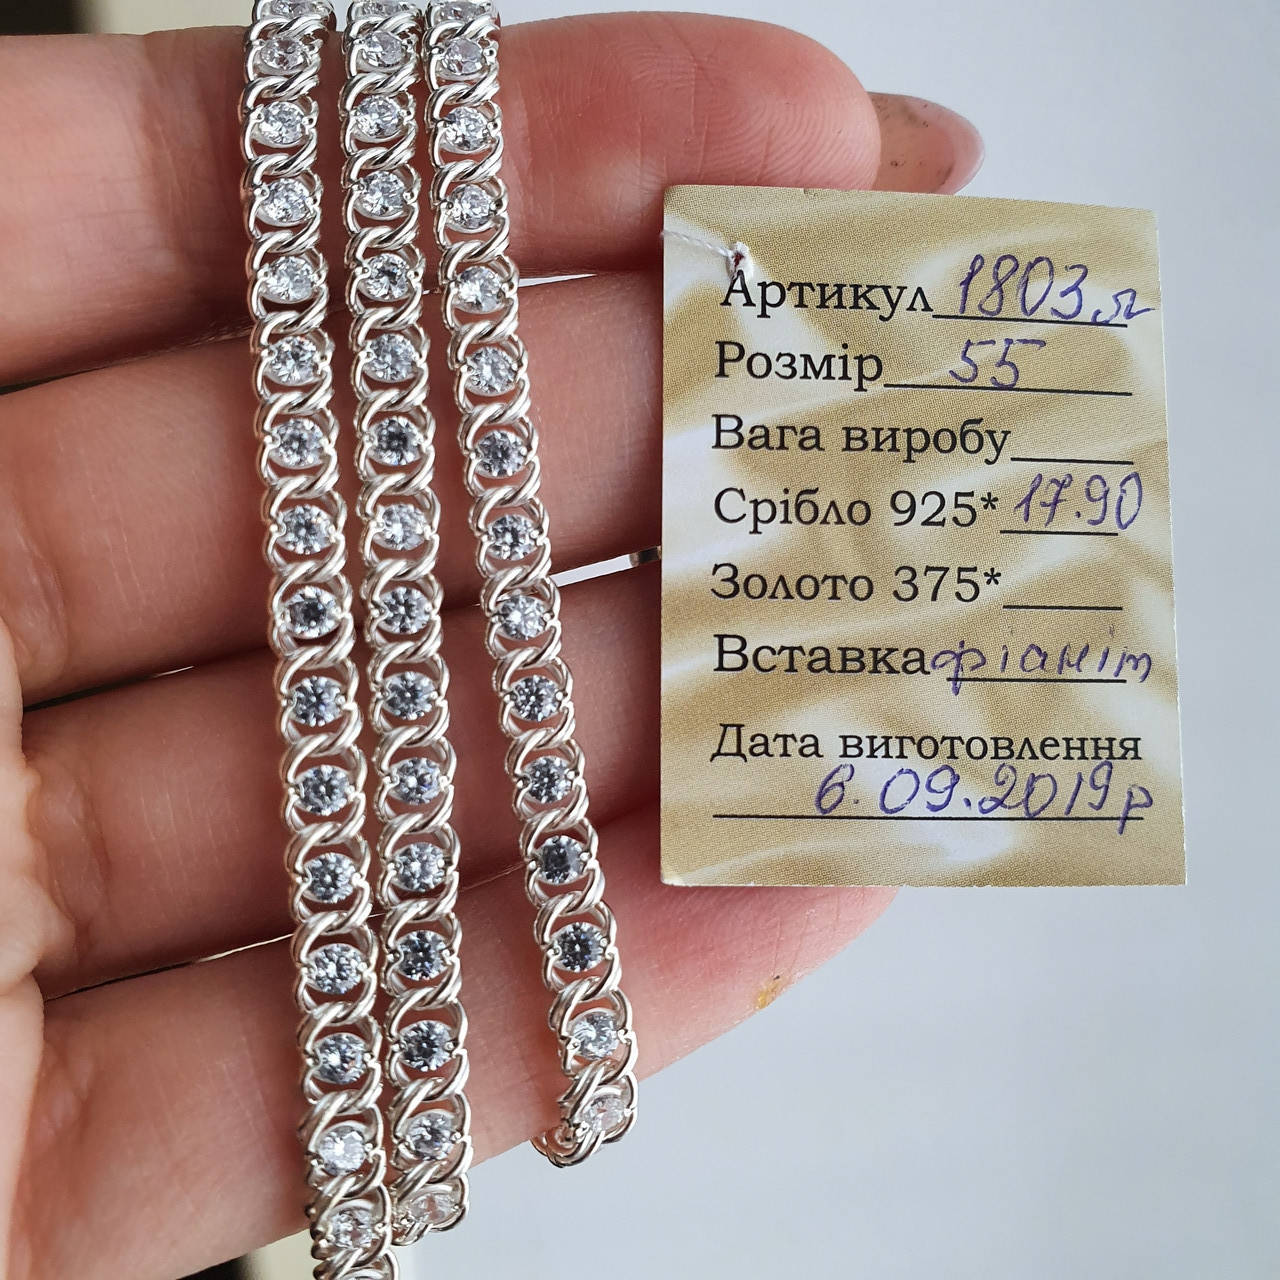 Артикул 1803.я
Розмір 55
Вага виробу
Срібло 925* 17.90
Золото 375*
Вставка фіаніт
Дата виготовлення
6.09.2019р